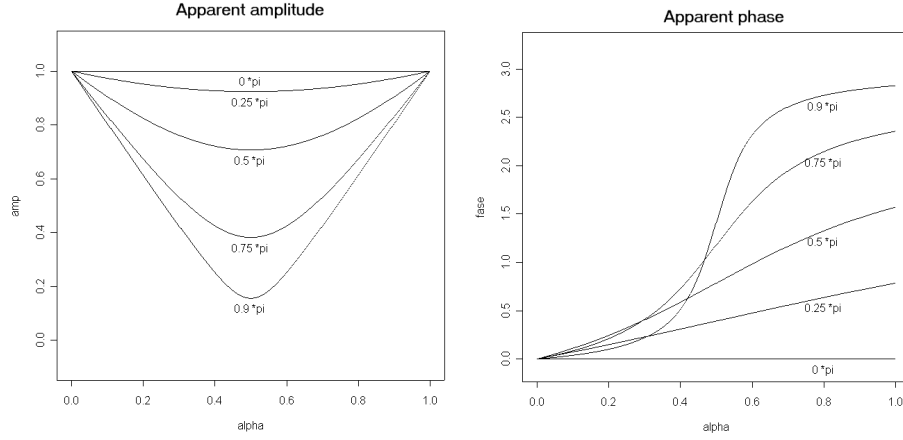 Apparent amplitude
amp
0.0
0.2
0.4
0.6
0.8
1.0
0 *pi
0.25 *pi
0.5 *pi
0.75 *pi
0.9 *pi
0.0 0.2 0.4 0.6 0.8 1.0
alpha
Apparent phase
fase
0.0
0.5
1.0
1.5
2.0
2.5
3.0
0.9 *pi
0.75 *pi
0.5 *pi
0.25 *pi
0 *pi
0.0 0.2 0.4 0.6 0.8 1.0
alpha